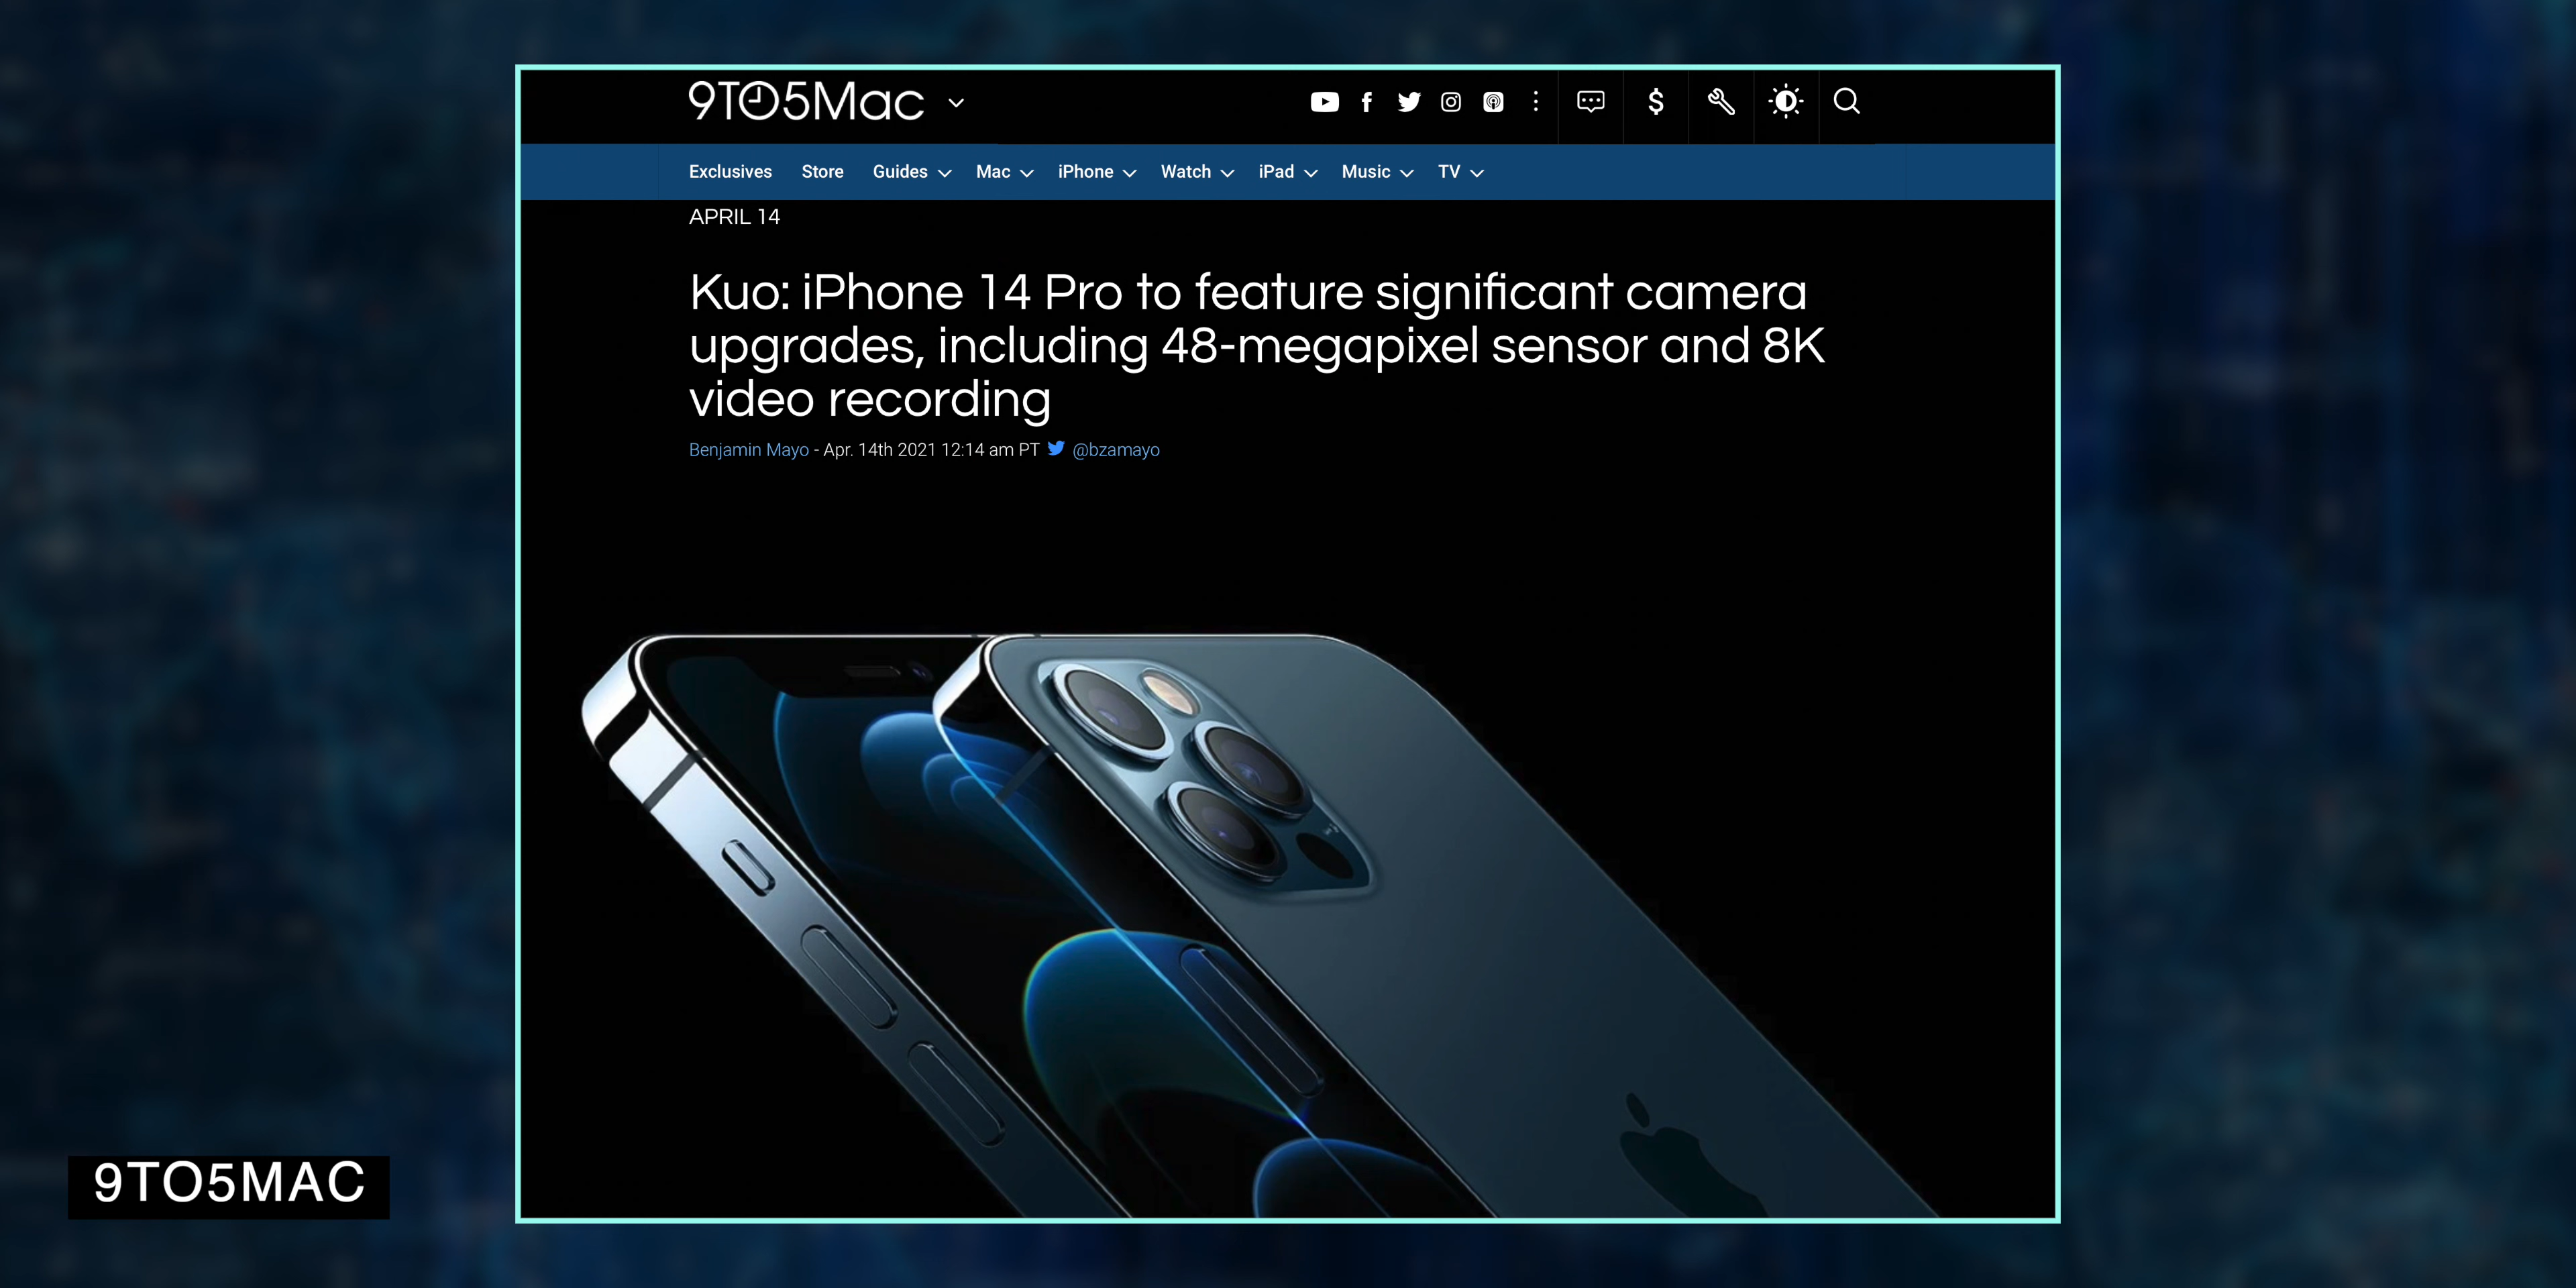 9TO5Mac
Exclusives Store Guides Mac iPhone Watch iPad Music TV
APRIL 14
Kuo: iPhone 14 Pro to feature significant camera
upgrades, including 48-megapixel sensor and 8K
video recording
Benjamin Mayo - Apr. 14th 2021 12:14 am PT @bzamayo
9TO5MAC